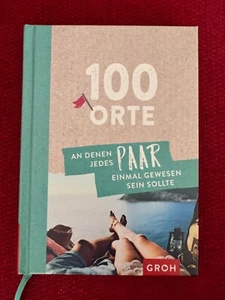 100
ORTE
AN DENEN
JEDES PAAR
EINMAL GEWESEN
SEIN SOLLTE
GROH